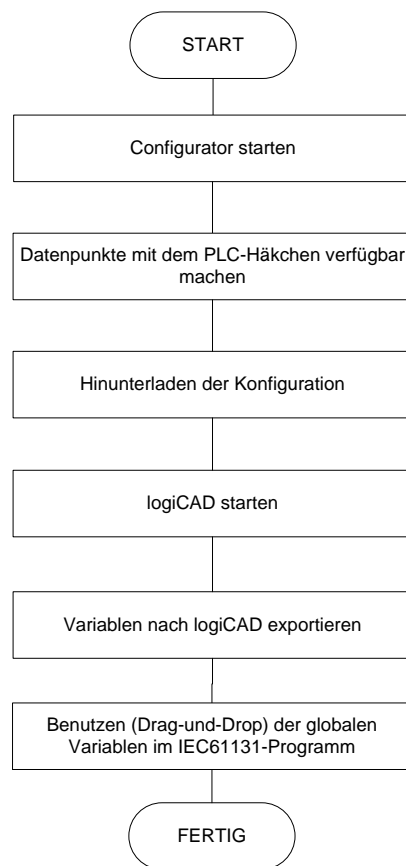 START
Configurator starten
Datenpunkte mit dem PLC-Häkchen verfügbar
machen
Hinunterladen der Konfiguration
logiCAD starten
Variablen nach logiCAD exportieren
Benutzen (Drag-und-Drop) der globalen
Variablen im IEC61131-Programm
FERTIG